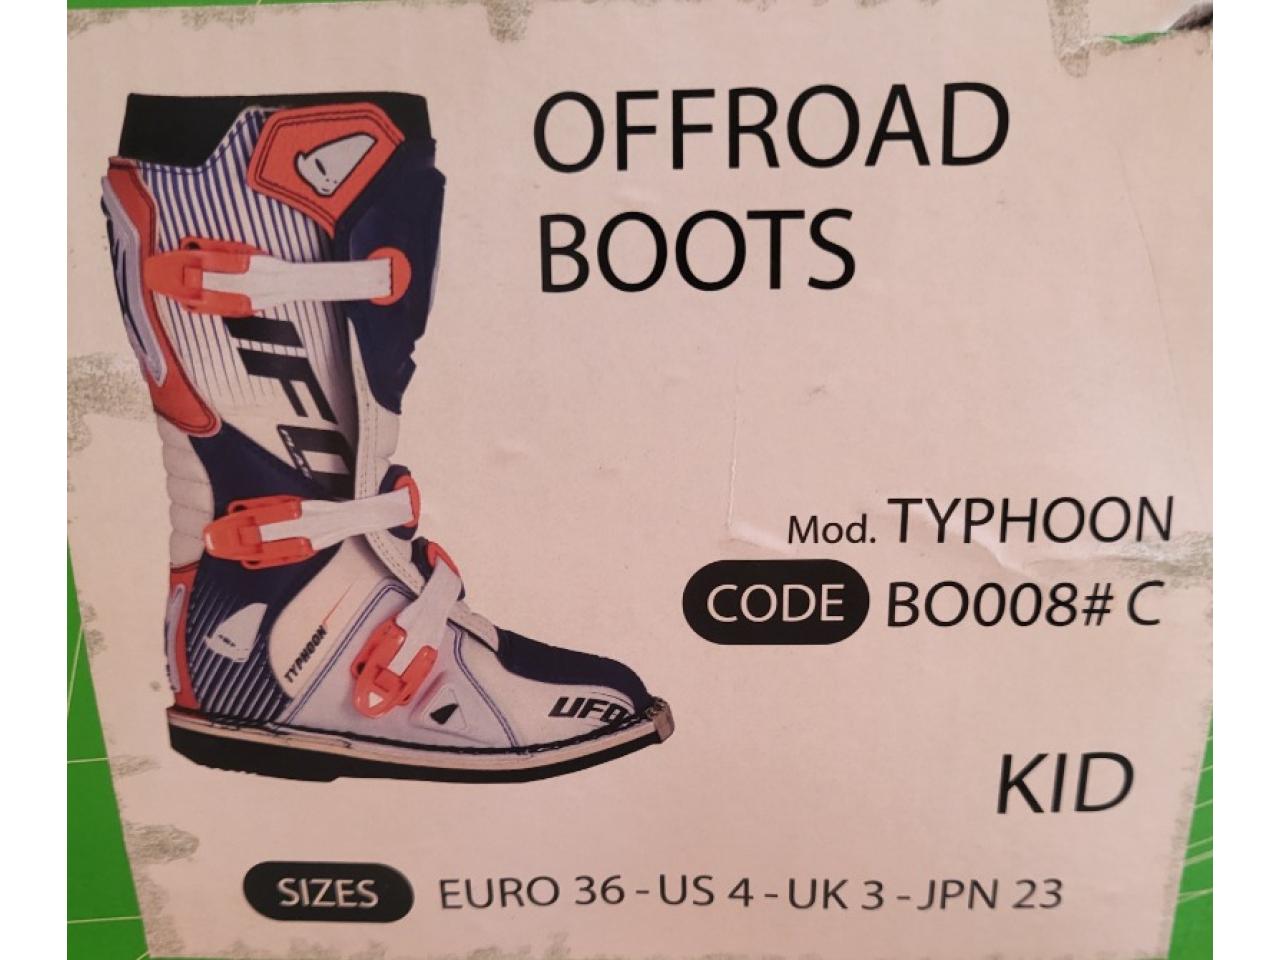 OFFROAD
BOOTS
UFO
PLAST
TYPHOON
UFO
Mod. TYPHOON
CODE BO008# C
KID
SIZES EURO 36 - US 4 - UK 3 - JPN 23